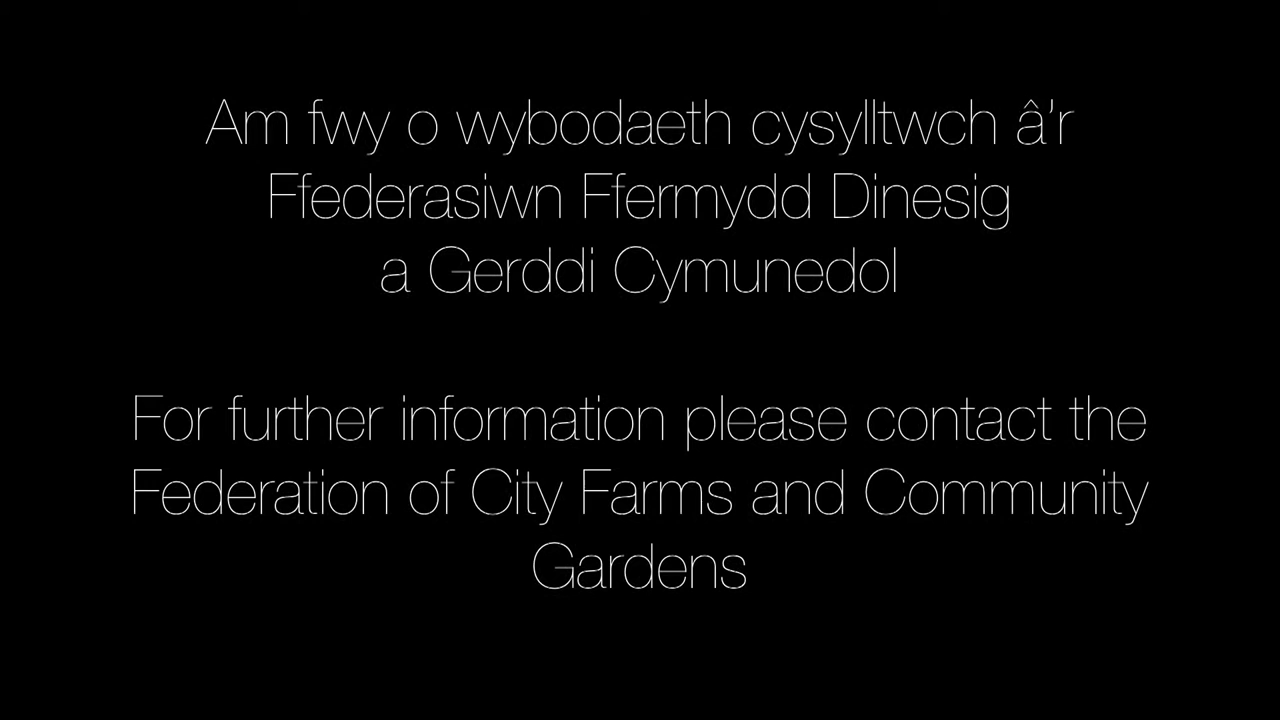 Am fwy o wybodaeth cysylltwch â'r
Ffederasiwn Ffermydd Dinesig
a Gerddi Cymunedol
For further information please contact the
Federation of City Farms and Community
Gardens